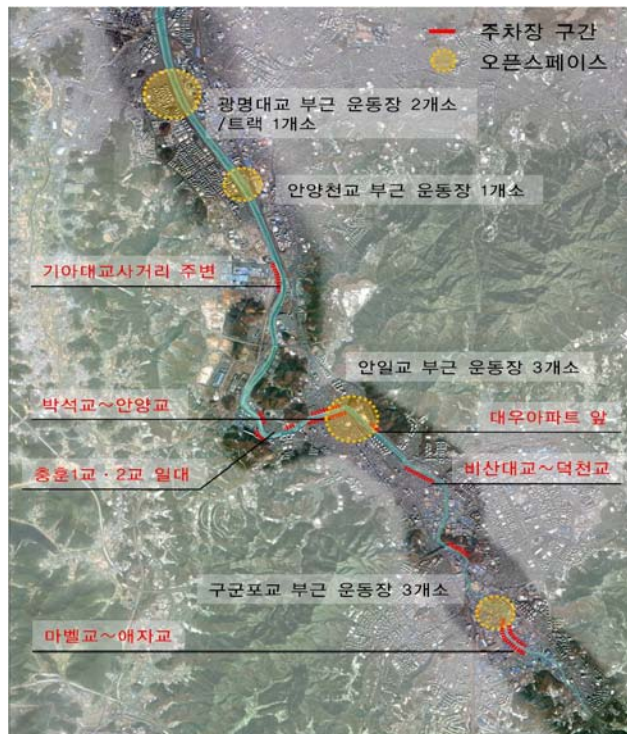 주차장 구간
오픈스페이스
광명대교 부근 운동장 2개소
/트랙 1개소
안양천교 부근 운동장 1개소
기아대교사거리 주변
안일교 부근 운동장 3개소
박석교~안양교
대우아파트 앞
충훈1교·2교 일대
비산대교~덕천교
구군포교 부근 운동장 3개소
마벨교~애자교